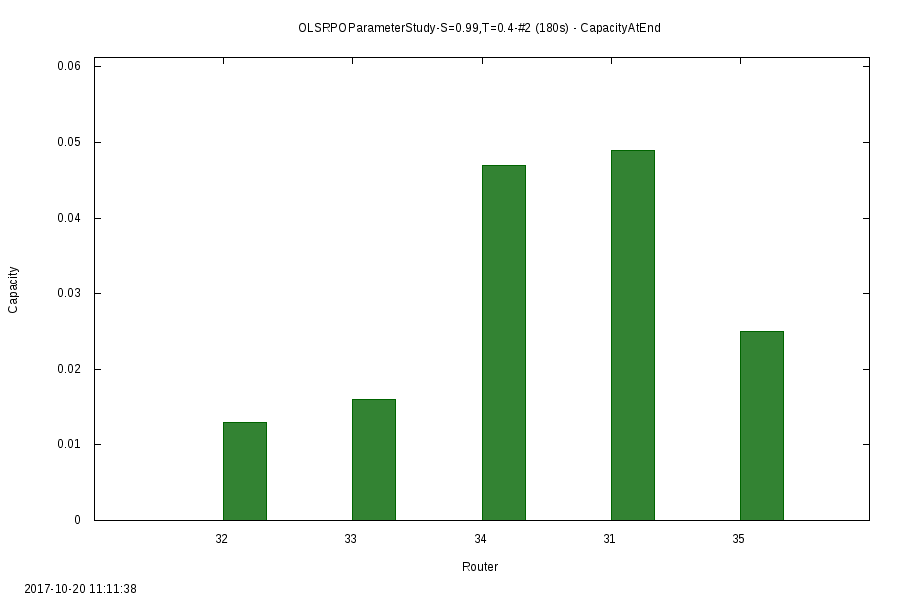 OLSRPOParameterStudy-S=0.99,T=0.4-#2 (180s) - CapacityAtEnd
0.06
0.05
0.04
0.03
0.02
0.01
0
Capacity
32 33 34 31 35
Router
2017-10-20 11:11:38